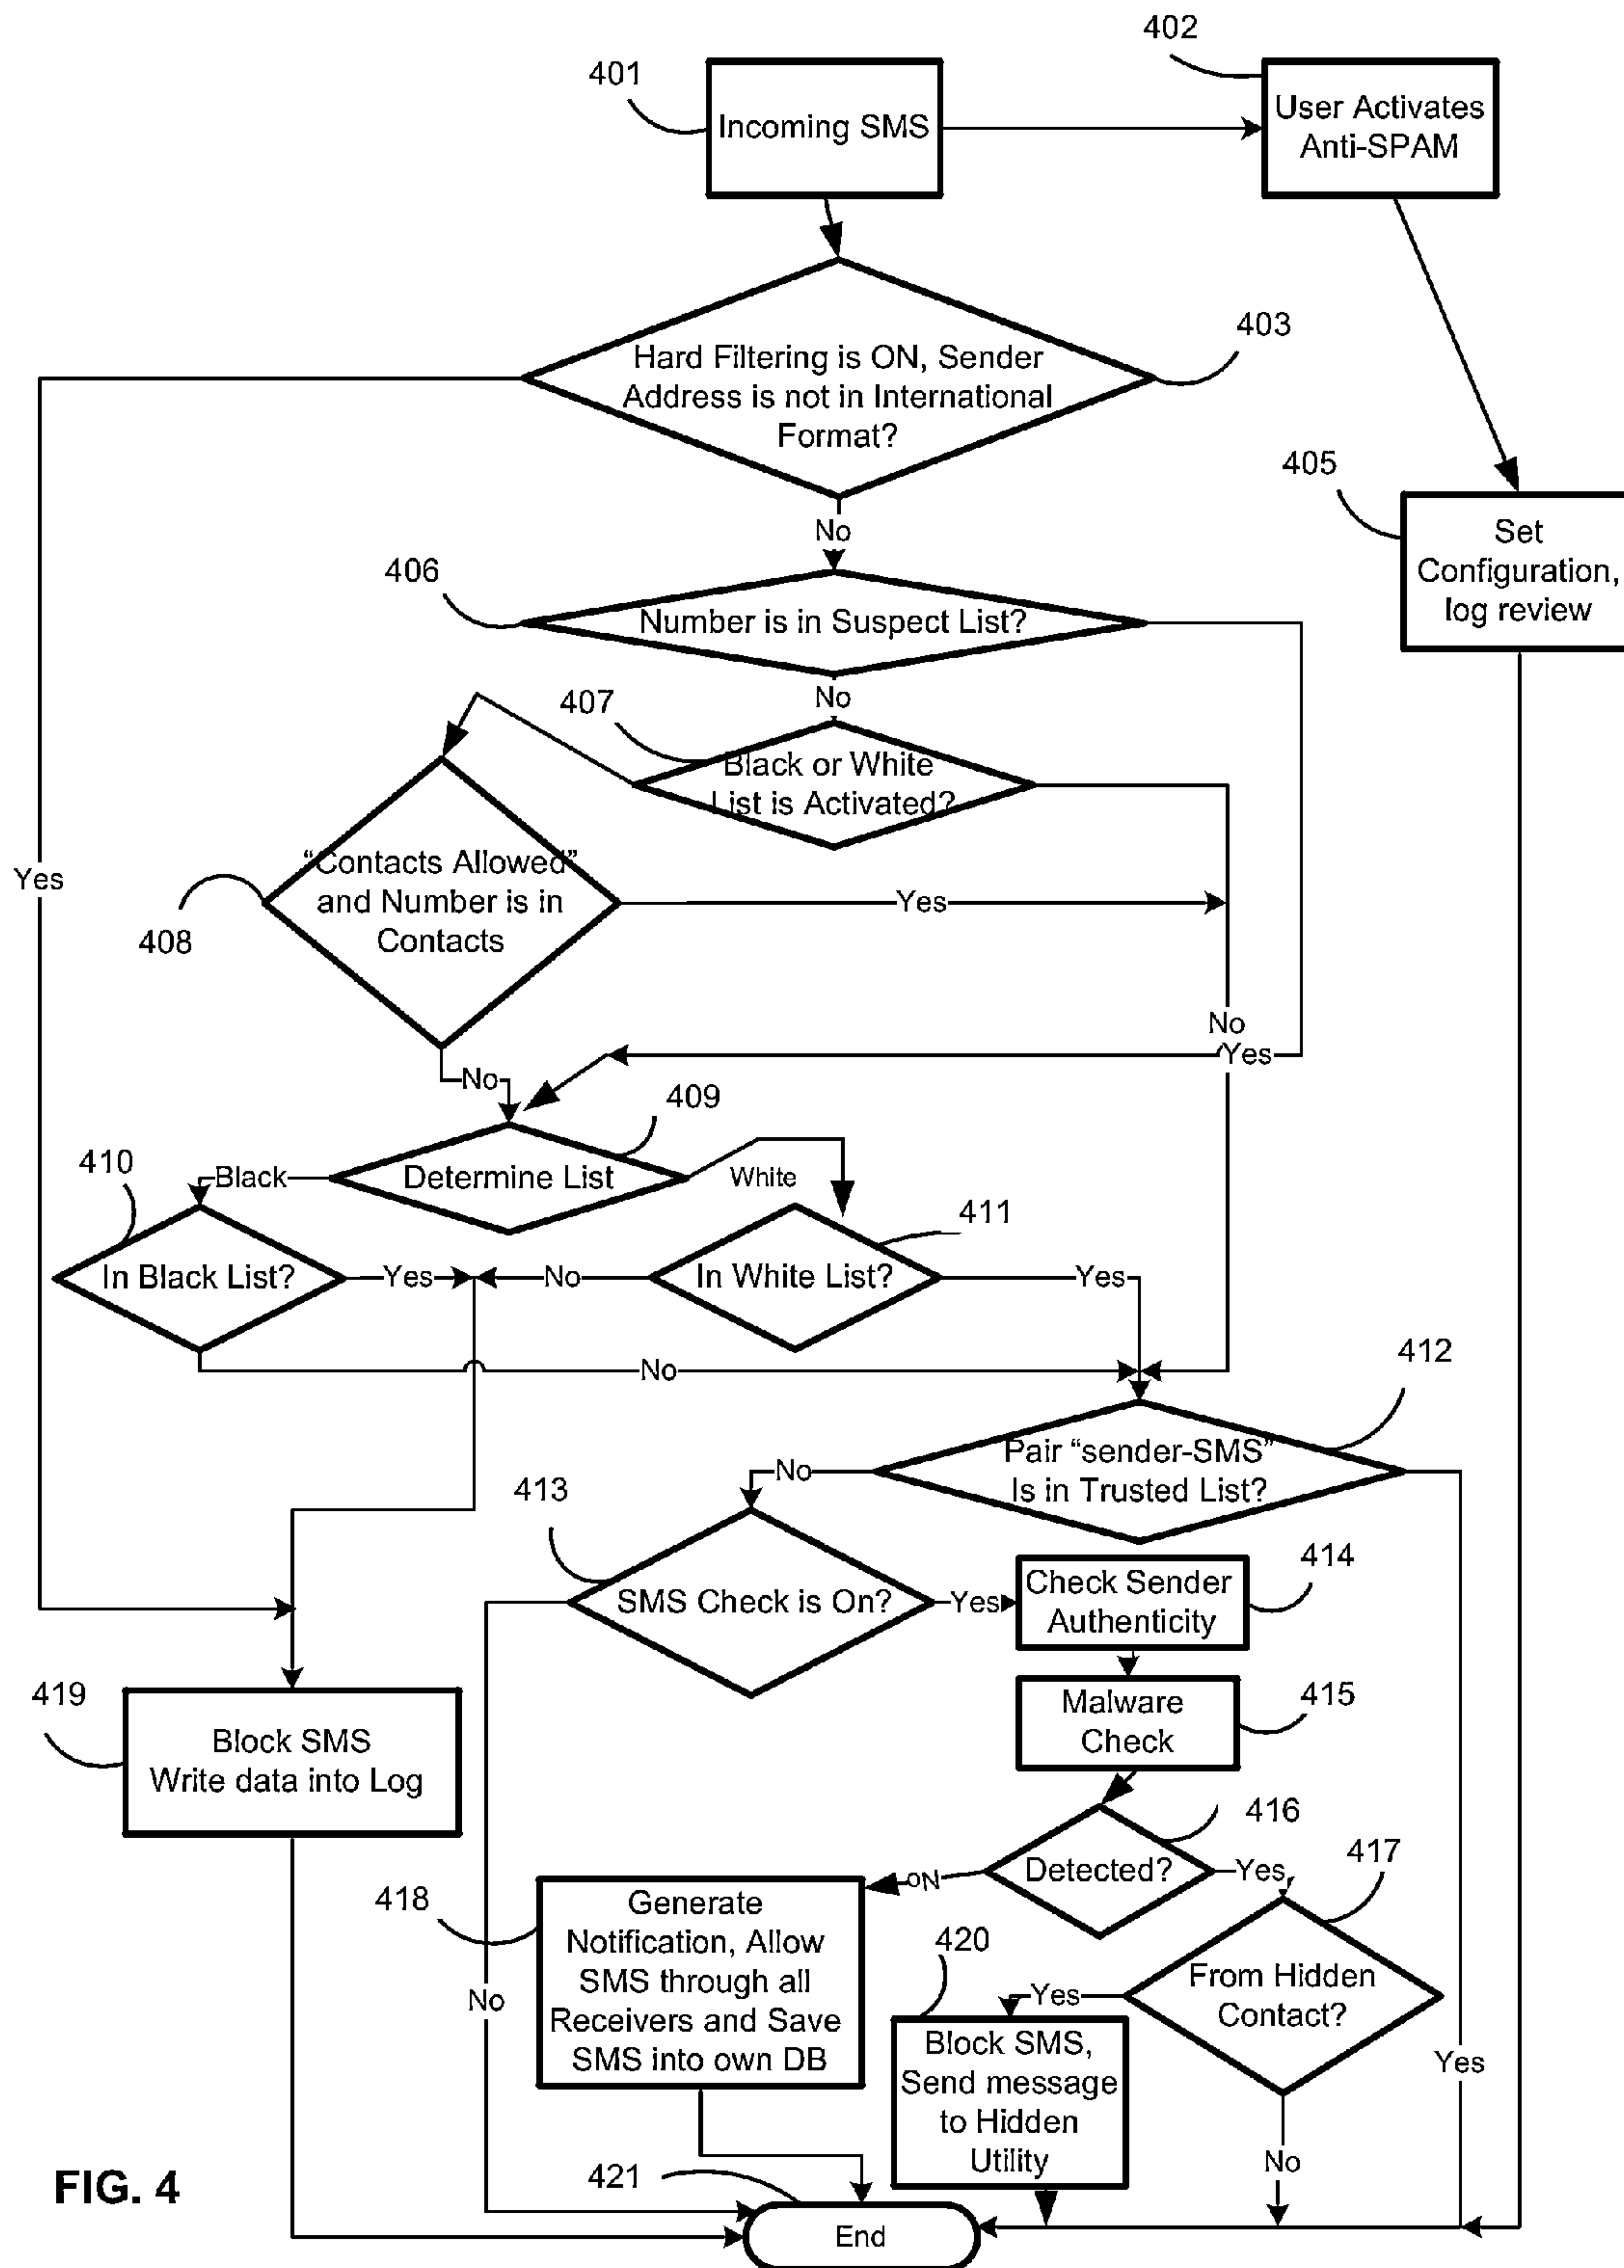 402
401
Incoming SMS
User Activates
Anti-SPAM
403
Hard Filtering is ON, Sender
Address is not in International
Format?
405
No
Set
Configuration,
log review
406
Number is in Suspect List?
No
407
Black or White
List is Activated?
"Contacts Allowed"
and Number is in
Contacts
Yes
Yes
408
No
Yes
No
409
410
Black
Determine List
White
411
In Black List?
Yes
No
In White List?
Yes
No
412
Pair "sender-SMS"
Is in Trusted List?
No
413
SMS Check is On?
Yes
Check Sender
Authenticity
414
Malware
Check
415
419
Block SMS
Write data into Log
416
Detected?
Yes
417
No
418
Generate
Notification, Allow
SMS through all
Receivers and Save
SMS into own DB
420
From Hidden
Contact?
Yes
No
Block SMS,
Send message
to Hidden
Utility
Yes
No
FIG. 4
421
End